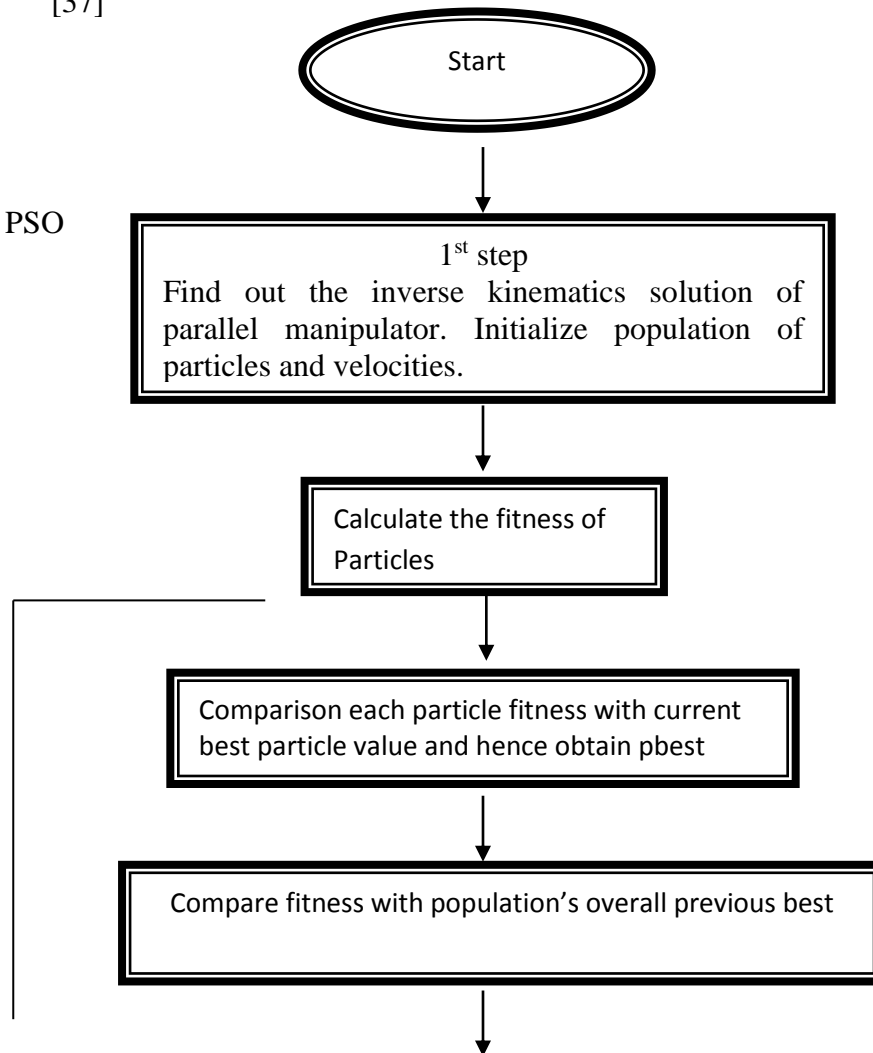 [37]
Start
PSO
1st step
Find out the inverse kinematics solution of
parallel manipulator. Initialize population of
particles and velocities.
Calculate the fitness of
Particles
Comparison each particle fitness with current
best particle value and hence obtain pbest
Compare fitness with population’s overall previous best